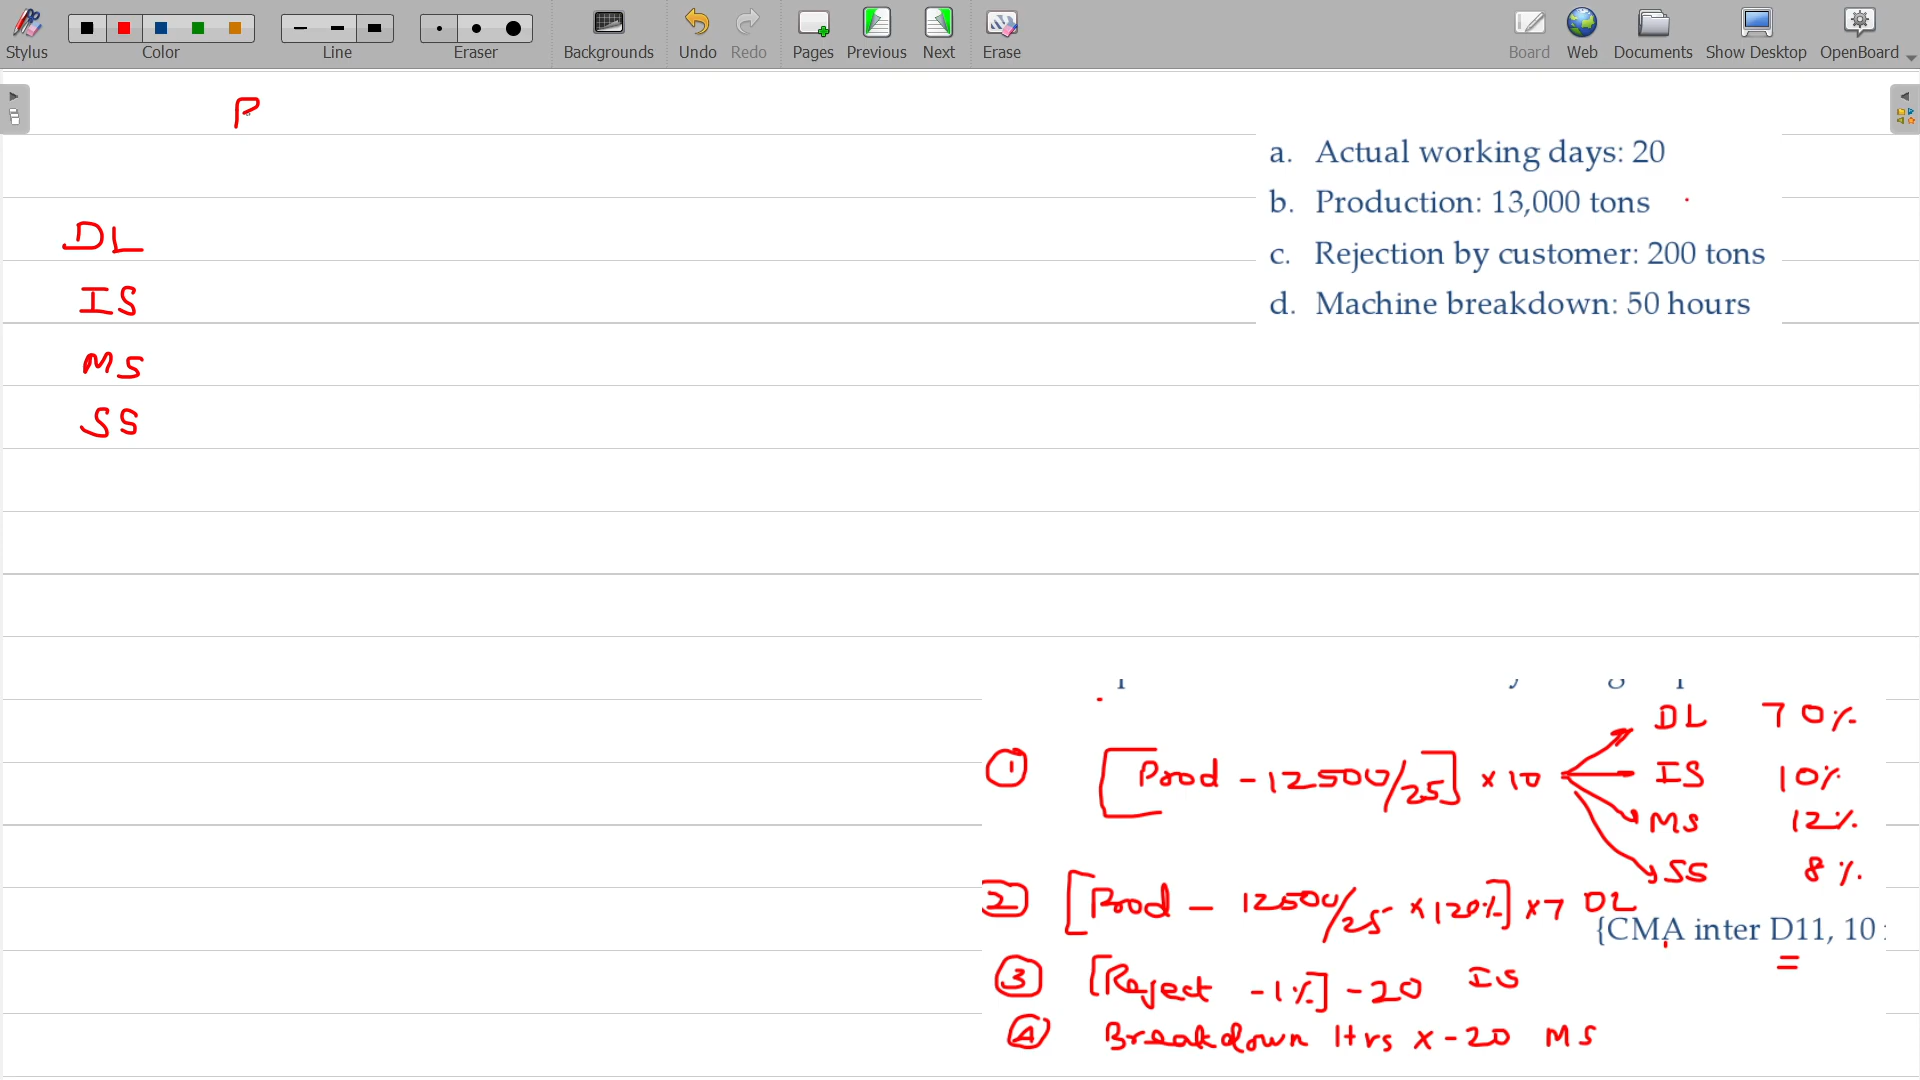 Stylus Color Line Eraser Backgrounds Undo Redo Pages Previous Next Erase Board Web Documents Show Desktop OpenBoard
P
a. Actual working days: 20
b. Production: 13,000 tons
c. Rejection by customer: 200 tons
d. Machine breakdown: 50 hours
DL
IS
MS
SS
DL 70%
① [Prod - 12500/25] × 10 IS 10%
MS 12%
SS 8%
② [Prod - 12500/25 × 120%] × 7 DL
{CMA inter D11, 10
=
③ [Reject - 1%] - 20 IS
④ Breakdown Hrs × - 20 MS